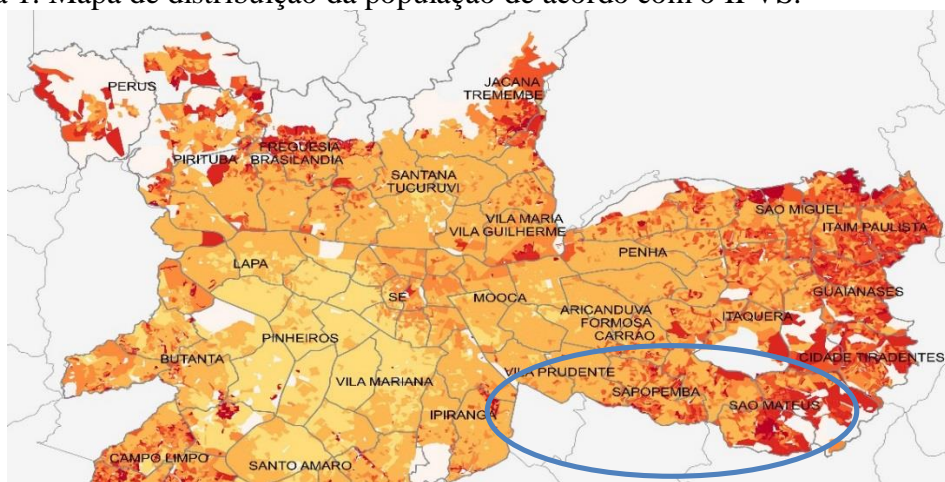 1: Mapa de distribuição da população de acordo com o IPVS.
PERUS
JACANA
TREMEMBE
FREGUESIA
BRASILANDIA
PIRITUBA
SANTANA
TUCURUVI
SAO MIGUEL
VILA MARIA
VILA GUILHERME
ITAIM PAULISTA
PENHA
LAPA
GUAIANASES
SE
MOOCA
ARICANDUVA
FORMOSA
CARRAO
ITAQUERA
PINHEIROS
BUTANTA
CIDADE TIRADENTES
VILA PRUDENTE
VILA MARIANA
SAPOPEMBA
SAO MATEUS
IPIRANGA
CAMPO LIMPO
SANTO AMARO